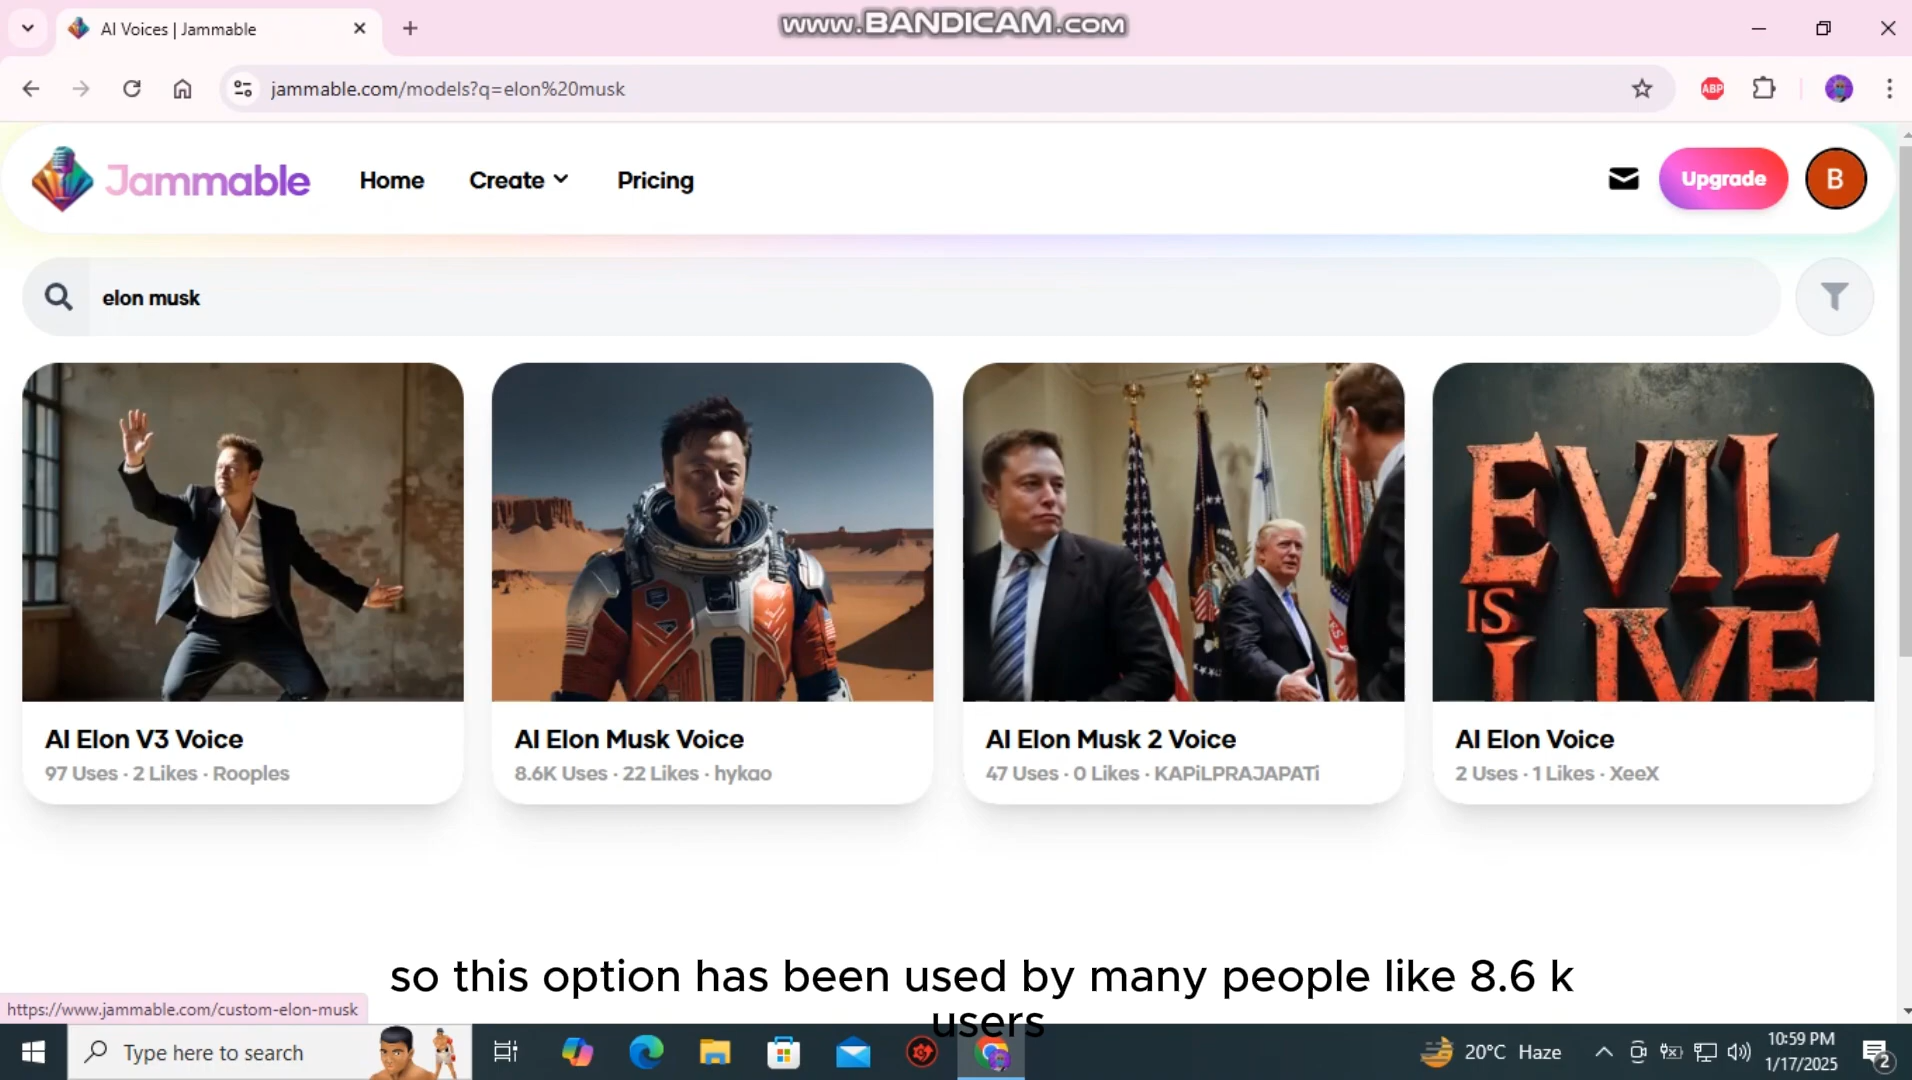 AI Voices | Jammable
www.BANDICAM.com
jammable.com/models?q=elon%20musk
ABP
Jammable
Home
Create
Pricing
Upgrade
B
elon musk
EVIL
IS
LIVE
AI Elon V3 Voice
97 Uses · 2 Likes · Rooples
AI Elon Musk Voice
8.6K Uses · 22 Likes · hykao
AI Elon Musk 2 Voice
47 Uses · 0 Likes · KAPiLPRAJAPATi
AI Elon Voice
2 Uses · 1 Likes · XeeX
so this option has been used by many people like 8.6 k
users
https://www.jammable.com/custom-elon-musk
Type here to search
20°C Haze
10:59 PM
1/17/2025
2